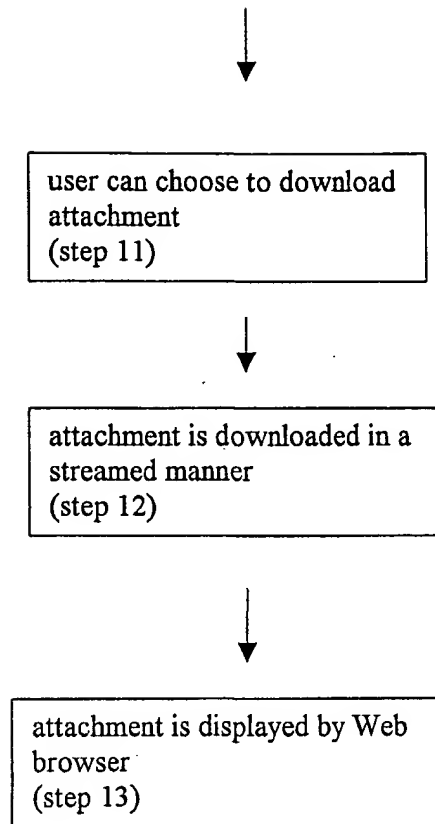 user can choose to download
attachment
(step 11)
attachment is downloaded in a
streamed manner
(step 12)
attachment is displayed by Web
browser
(step 13)